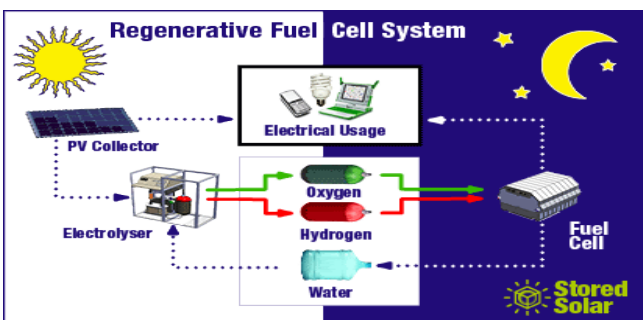 Regenerative Fuel Cell System
Electrical Usage
PV Collector
Oxygen
Electrolyser
Hydrogen
Fuel
Cell
Water
Stored
Solar